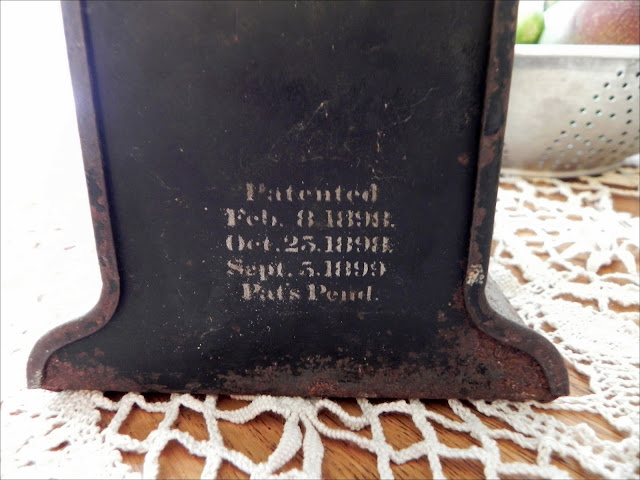 Patented
Feb. 8.1898.
Oct.25.1898.
Sept.5.1899
Pat's Pend.